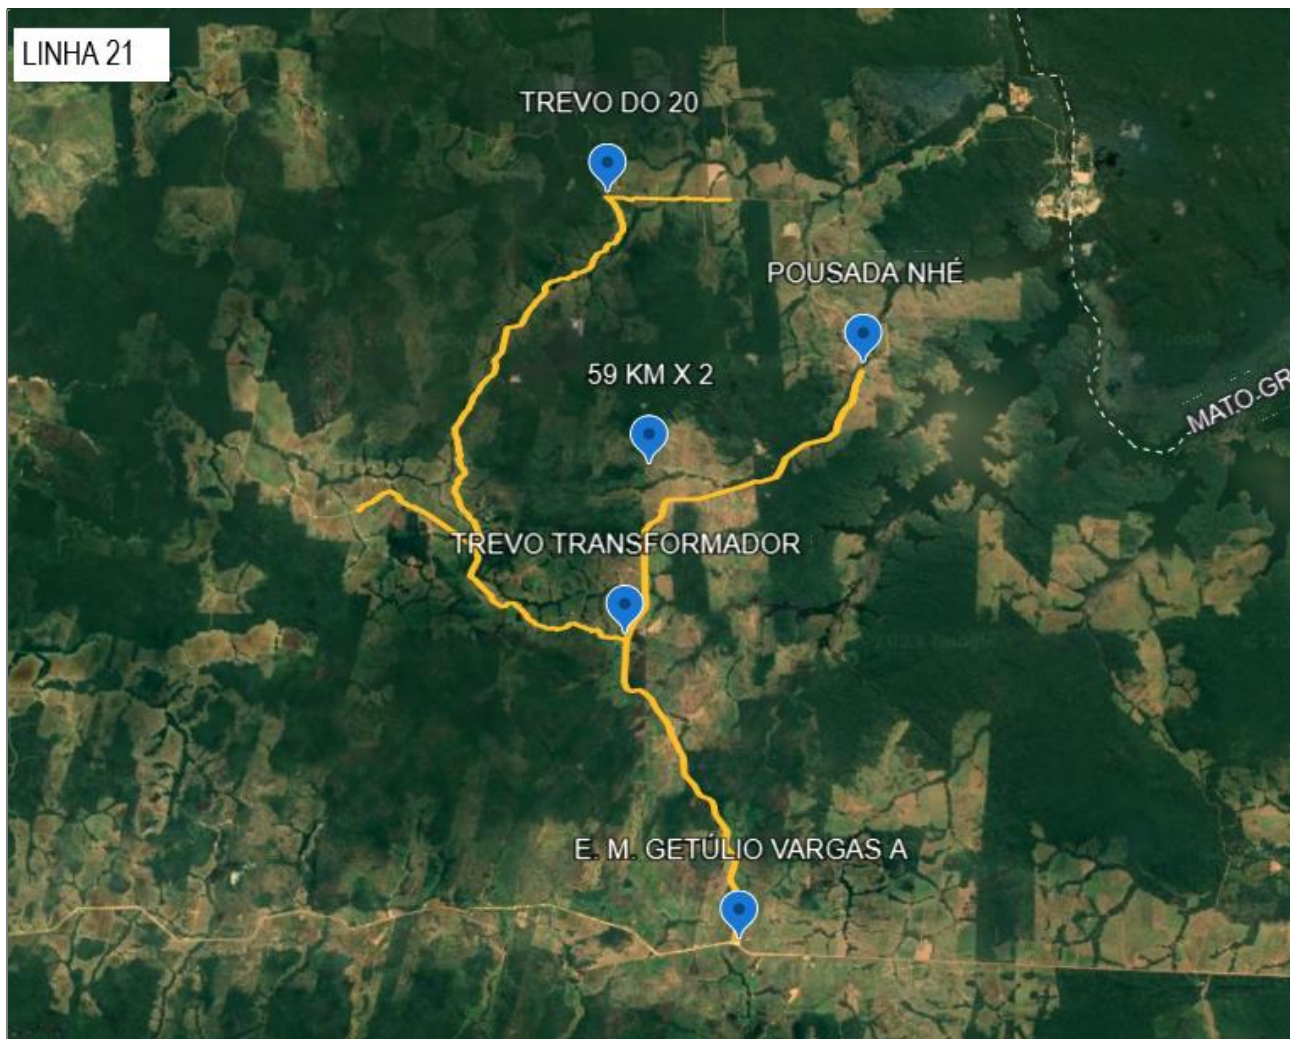 LINHA 21
TREVO DO 20
POUSADA NHÉ
59 KM X 2
MATO GR
TREVO TRANSFORMADOR
E. M. GETÚLIO VARGAS A